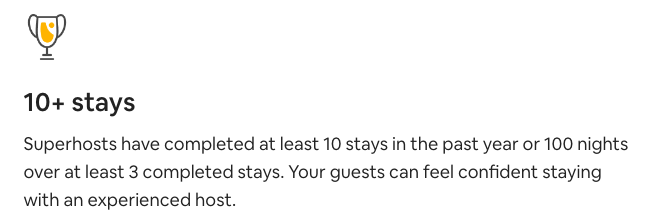 10+ stays
Superhosts have completed at least 10 stays in the past year or 100 nights
over at least 3 completed stays. Your guests can feel confident staying
with an experienced host.